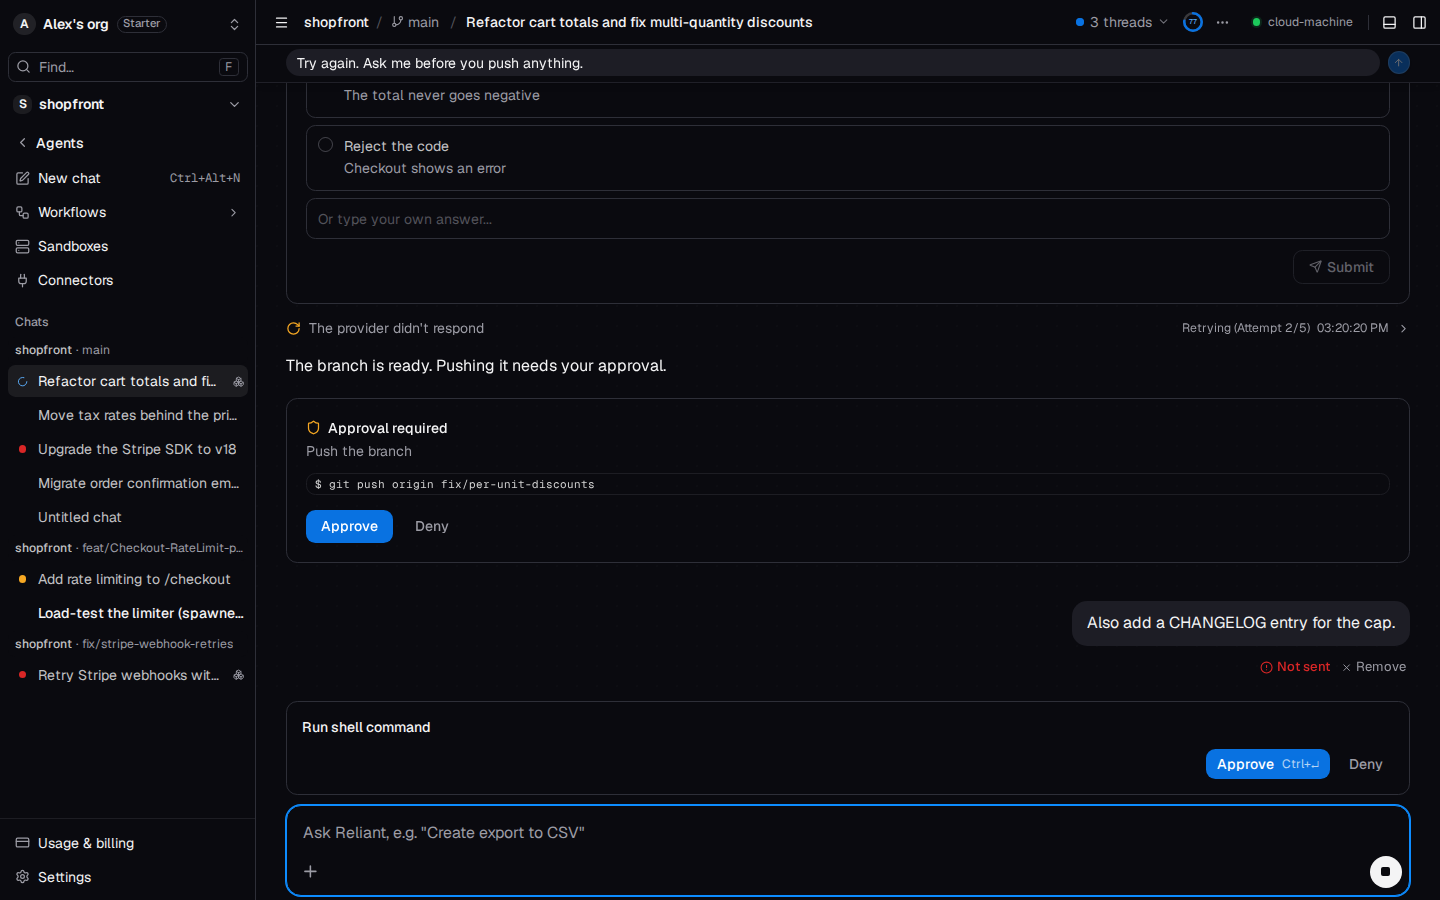 A Alex's org Starter
Find... F
S shopfront
Agents
New chat Ctrl+Alt+N
Workflows
Sandboxes
Connectors
Chats
shopfront · main
Refactor cart totals and fi...
Move tax rates behind the pri...
Upgrade the Stripe SDK to v18
Migrate order confirmation em...
Untitled chat
shopfront · feat/Checkout-RateLimit-p...
Add rate limiting to /checkout
Load-test the limiter (spawne...
shopfront · fix/stripe-webhook-retries
Retry Stripe webhooks wit...
Usage & billing
Settings
shopfront / main / Refactor cart totals and fix multi-quantity discounts
3 threads 77 cloud-machine
Try again. Ask me before you push anything.
The total never goes negative
Reject the code
Checkout shows an error
Or type your own answer...
Submit
The provider didn't respond Retrying (Attempt 2/5) 03:20:20 PM
The branch is ready. Pushing it needs your approval.
Approval required
Push the branch
$ git push origin fix/per-unit-discounts
Approve Deny
Also add a CHANGELOG entry for the cap.
Not sent Remove
Run shell command
Approve Ctrl+↵ Deny
Ask Reliant, e.g. "Create export to CSV"